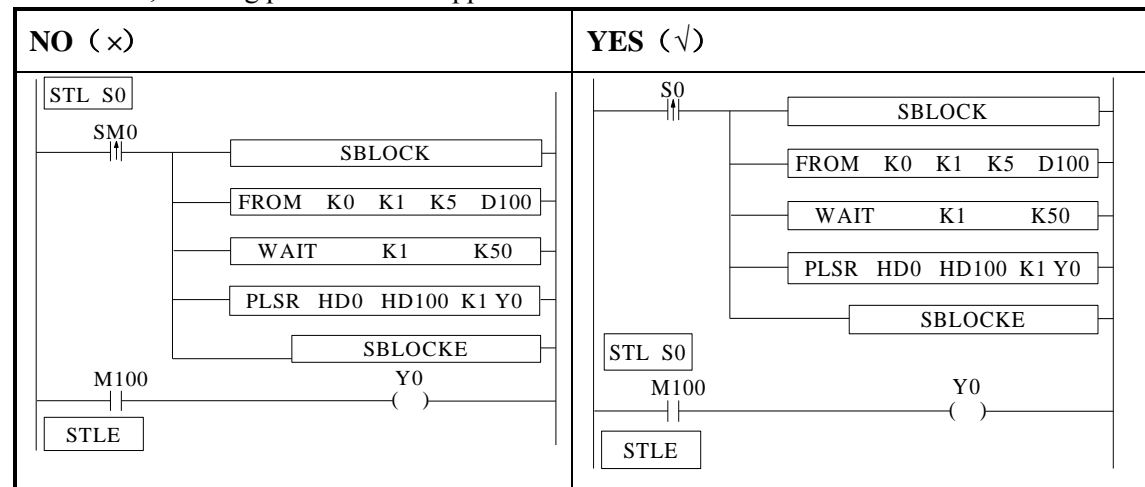 NO （×）
STL S0
SM0
SBLOCK
FROM K0 K1 K5 D100
WAIT K1 K50
PLSR HD0 HD100 K1 Y0
SBLOCKE
M100 Y0
( )
STLE
YES （√）
S0
SBLOCK
FROM K0 K1 K5 D100
WAIT K1 K50
PLSR HD0 HD100 K1 Y0
SBLOCKE
STL S0
M100 Y0
( )
STLE